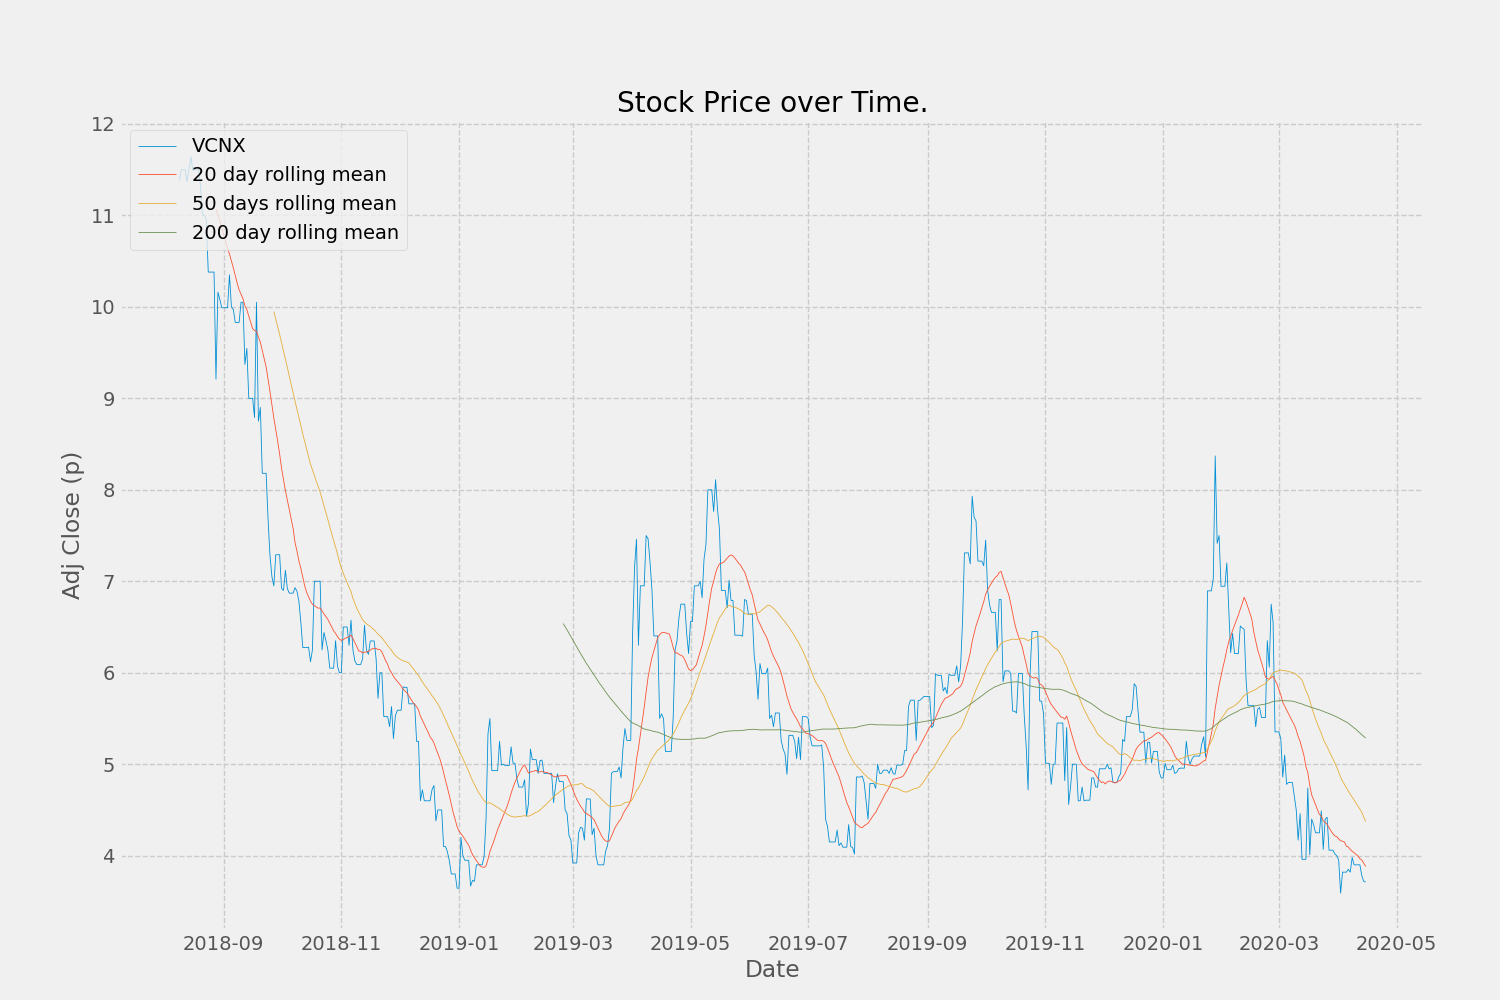 Stock Price over Time.
12
11
10
9
8
7
6
5
4
Adj Close (p)
VCNX
20 day rolling mean
50 days rolling mean
200 day rolling mean
2018-09 2018-11 2019-01 2019-03 2019-05 2019-07 2019-09 2019-11 2020-01 2020-03 2020-05
Date